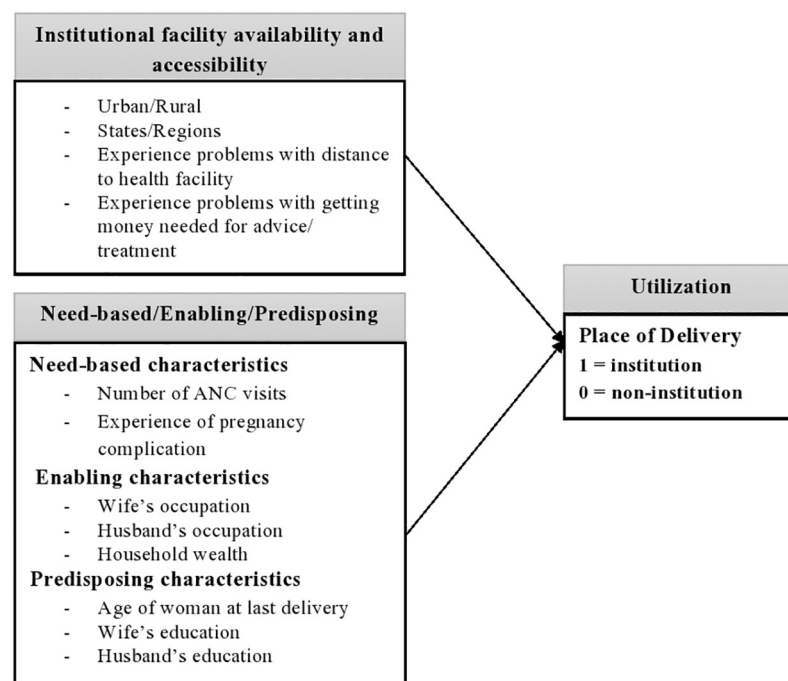 Institutional facility availability and
accessibility
- Urban/Rural
- States/Regions
- Experience problems with distance
to health facility
- Experience problems with getting
money needed for advice/
treatment
Need-based/Enabling/Predisposing
Need-based characteristics
- Number of ANC visits
- Experience of pregnancy
complication
Enabling characteristics
- Wife's occupation
- Husband's occupation
- Household wealth
Predisposing characteristics
- Age of woman at last delivery
- Wife's education
- Husband's education
Utilization
Place of Delivery
1 = institution
0 = non-institution